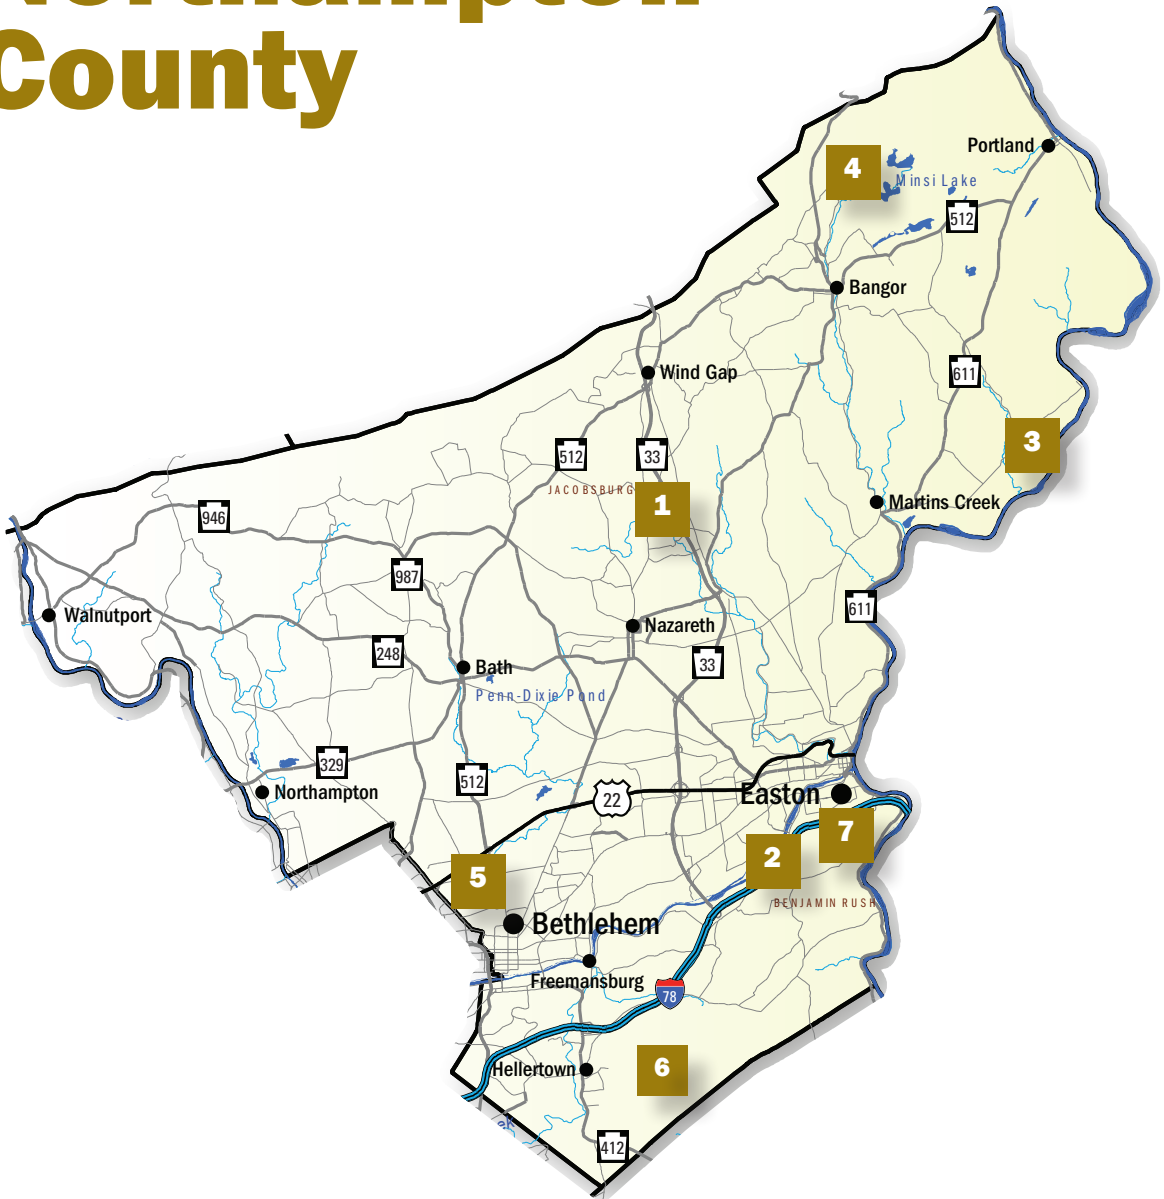 Northampton
County
Portland
4
Minsi Lake
512
Bangor
Wind Gap
611
3
512
33
JACOBSBURG
1
Martins Creek
946
987
611
Walnutport
Nazareth
248
33
Bath
Penn-Dixie Pond
329
512
Northampton
22
Easton
7
2
5
BENJAMIN RUSH
Bethlehem
Freemansburg
78
Hellertown
6
412